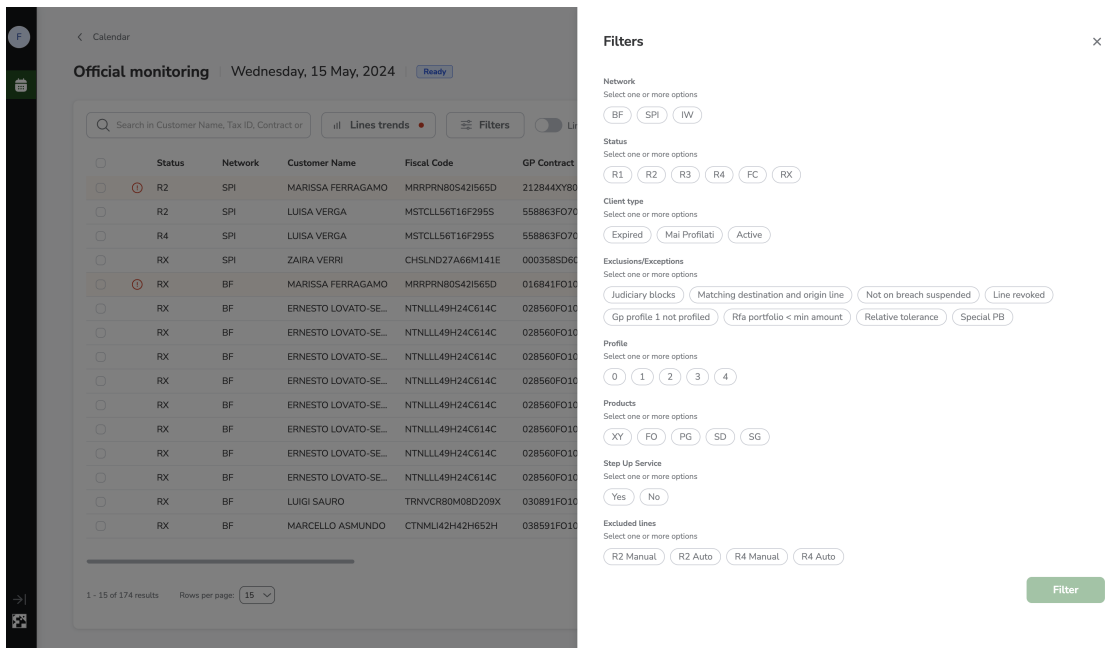 F
Calendar
Official monitoring Wednesday, 15 May, 2024 Ready
Search in Customer Name, Tax ID, Contract or Lines trends Filters
Status Network Customer Name Fiscal Code GP Contract
R2 SPI MARISSA FERRAGAMO MRRPRN80S42I565D 212844XY80
R2 SPI LUISA VERGA MSTCLL56T16F295S 558863FO70
R4 SPI LUISA VERGA MSTCLL56T16F295S 558863FO70
RX SPI ZAIRA VERRI CHSLND27A66M141E 000358SD60
RX BF MARISSA FERRAGAMO MRRPRN80S42I565D 016841FO10
RX BF ERNESTO LOVATO-SE... NTNLLL49H24C614C 028560FO10
RX BF ERNESTO LOVATO-SE... NTNLLL49H24C614C 028560FO10
RX BF ERNESTO LOVATO-SE... NTNLLL49H24C614C 028560FO10
RX BF ERNESTO LOVATO-SE... NTNLLL49H24C614C 028560FO10
RX BF ERNESTO LOVATO-SE... NTNLLL49H24C614C 028560FO10
RX BF ERNESTO LOVATO-SE... NTNLLL49H24C614C 028560FO10
RX BF ERNESTO LOVATO-SE... NTNLLL49H24C614C 028560FO10
RX BF ERNESTO LOVATO-SE... NTNLLL49H24C614C 028560FO10
RX BF LUIGI SAURO TRNVCR80M08D209X 030891FO10
RX BF MARCELLO ASMUNDO CTNMLI42H42H652H 038591FO10
1 - 15 of 174 results Rows per page: 15
Filters
Network
Select one or more options
BF SPI IW
Status
Select one or more options
R1 R2 R3 R4 FC RX
Client type
Select one or more options
Expired Mai Profilati Active
Exclusions/Exceptions
Select one or more options
Judiciary blocks Matching destination and origin line Not on breach suspended Line revoked
Gp profile 1 not profiled Rfa portfolio < min amount Relative tolerance Special PB
Profile
Select one or more options
0 1 2 3 4
Products
Select one or more options
XY FO PG SD SG
Step Up Service
Select one or more options
Yes No
Excluded lines
Select one or more options
R2 Manual R2 Auto R4 Manual R4 Auto
Filter